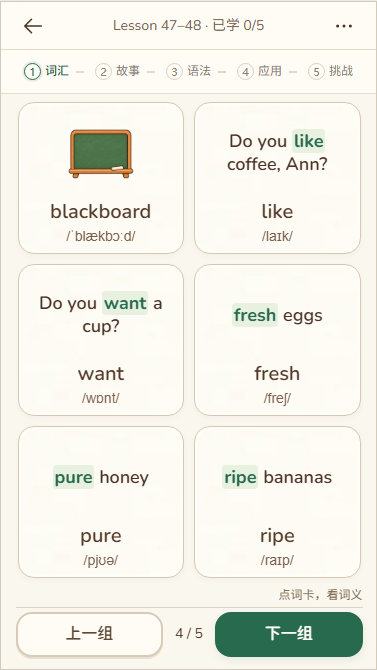 Lesson 47–48 · 已学 0/5
1 词汇 – 2 故事 – 3 语法 – 4 应用 – 5 挑战
blackboard
/ˈblækbɔːd/
Do you like
coffee, Ann?
like
/laɪk/
Do you want a
cup?
want
/wɒnt/
fresh eggs
fresh
/freʃ/
pure honey
pure
/pjʊə/
ripe bananas
ripe
/raɪp/
点词卡，看词义
上一组 4 / 5 下一组